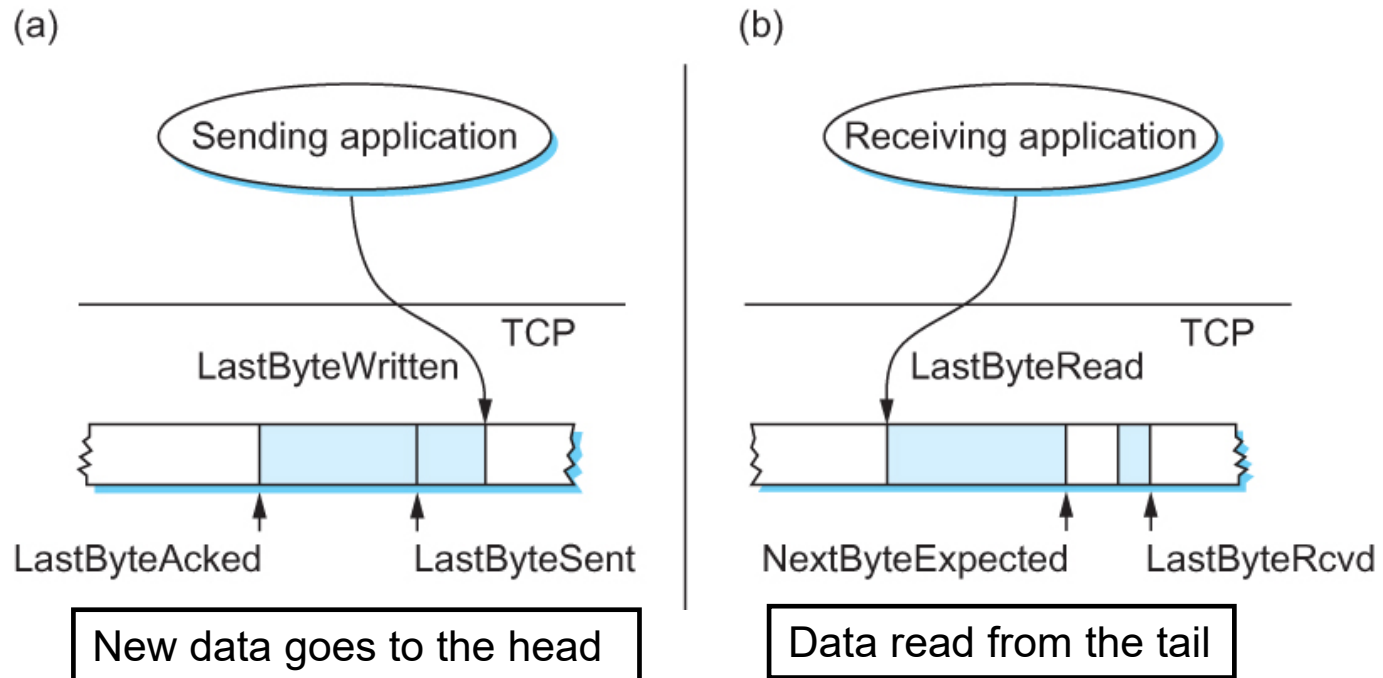 (a)
Sending application
TCP
LastByteWritten
LastByteAcked
LastByteSent
New data goes to the head
(b)
Receiving application
TCP
LastByteRead
NextByteExpected
LastByteRcvd
Data read from the tail